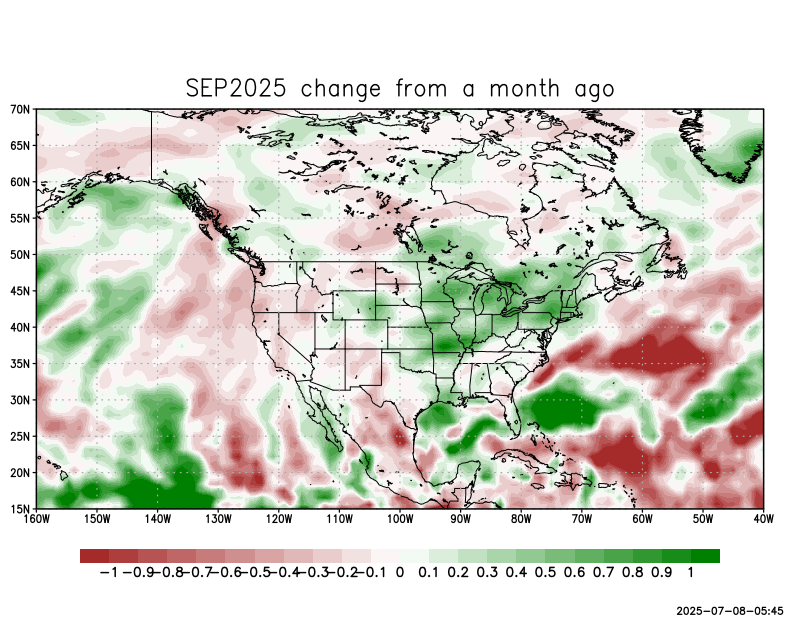 SEP2025 change from a month ago
70N
65N
60N
55N
50N
45N
40N
35N
30N
25N
20N
15N
160W 150W 140W 130W 120W 110W 100W 90W 80W 70W 60W 50W 40W
-1 -0.9 -0.8 -0.7 -0.6 -0.5 -0.4 -0.3 -0.2 -0.1 0 0.1 0.2 0.3 0.4 0.5 0.6 0.7 0.8 0.9 1
2025-07-08-05:45